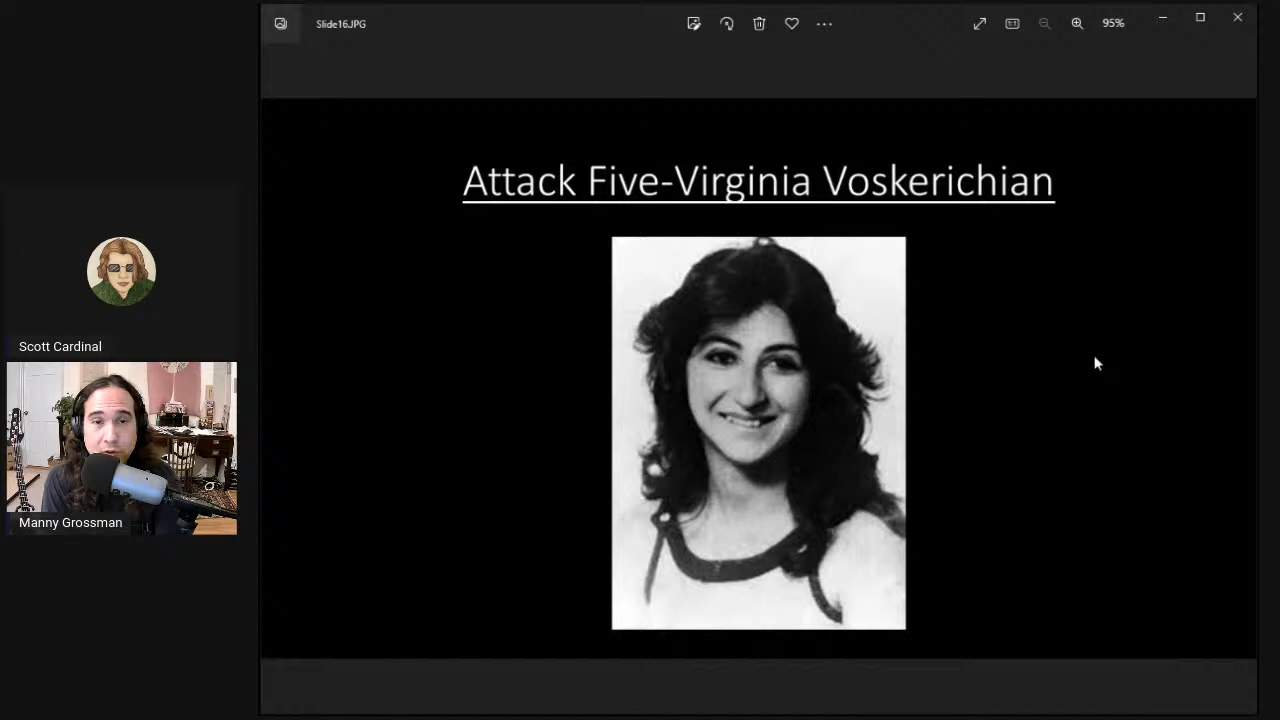 Slide16.JPG
95%
Attack Five-Virginia Voskerichian
Scott Cardinal
Manny Grossman